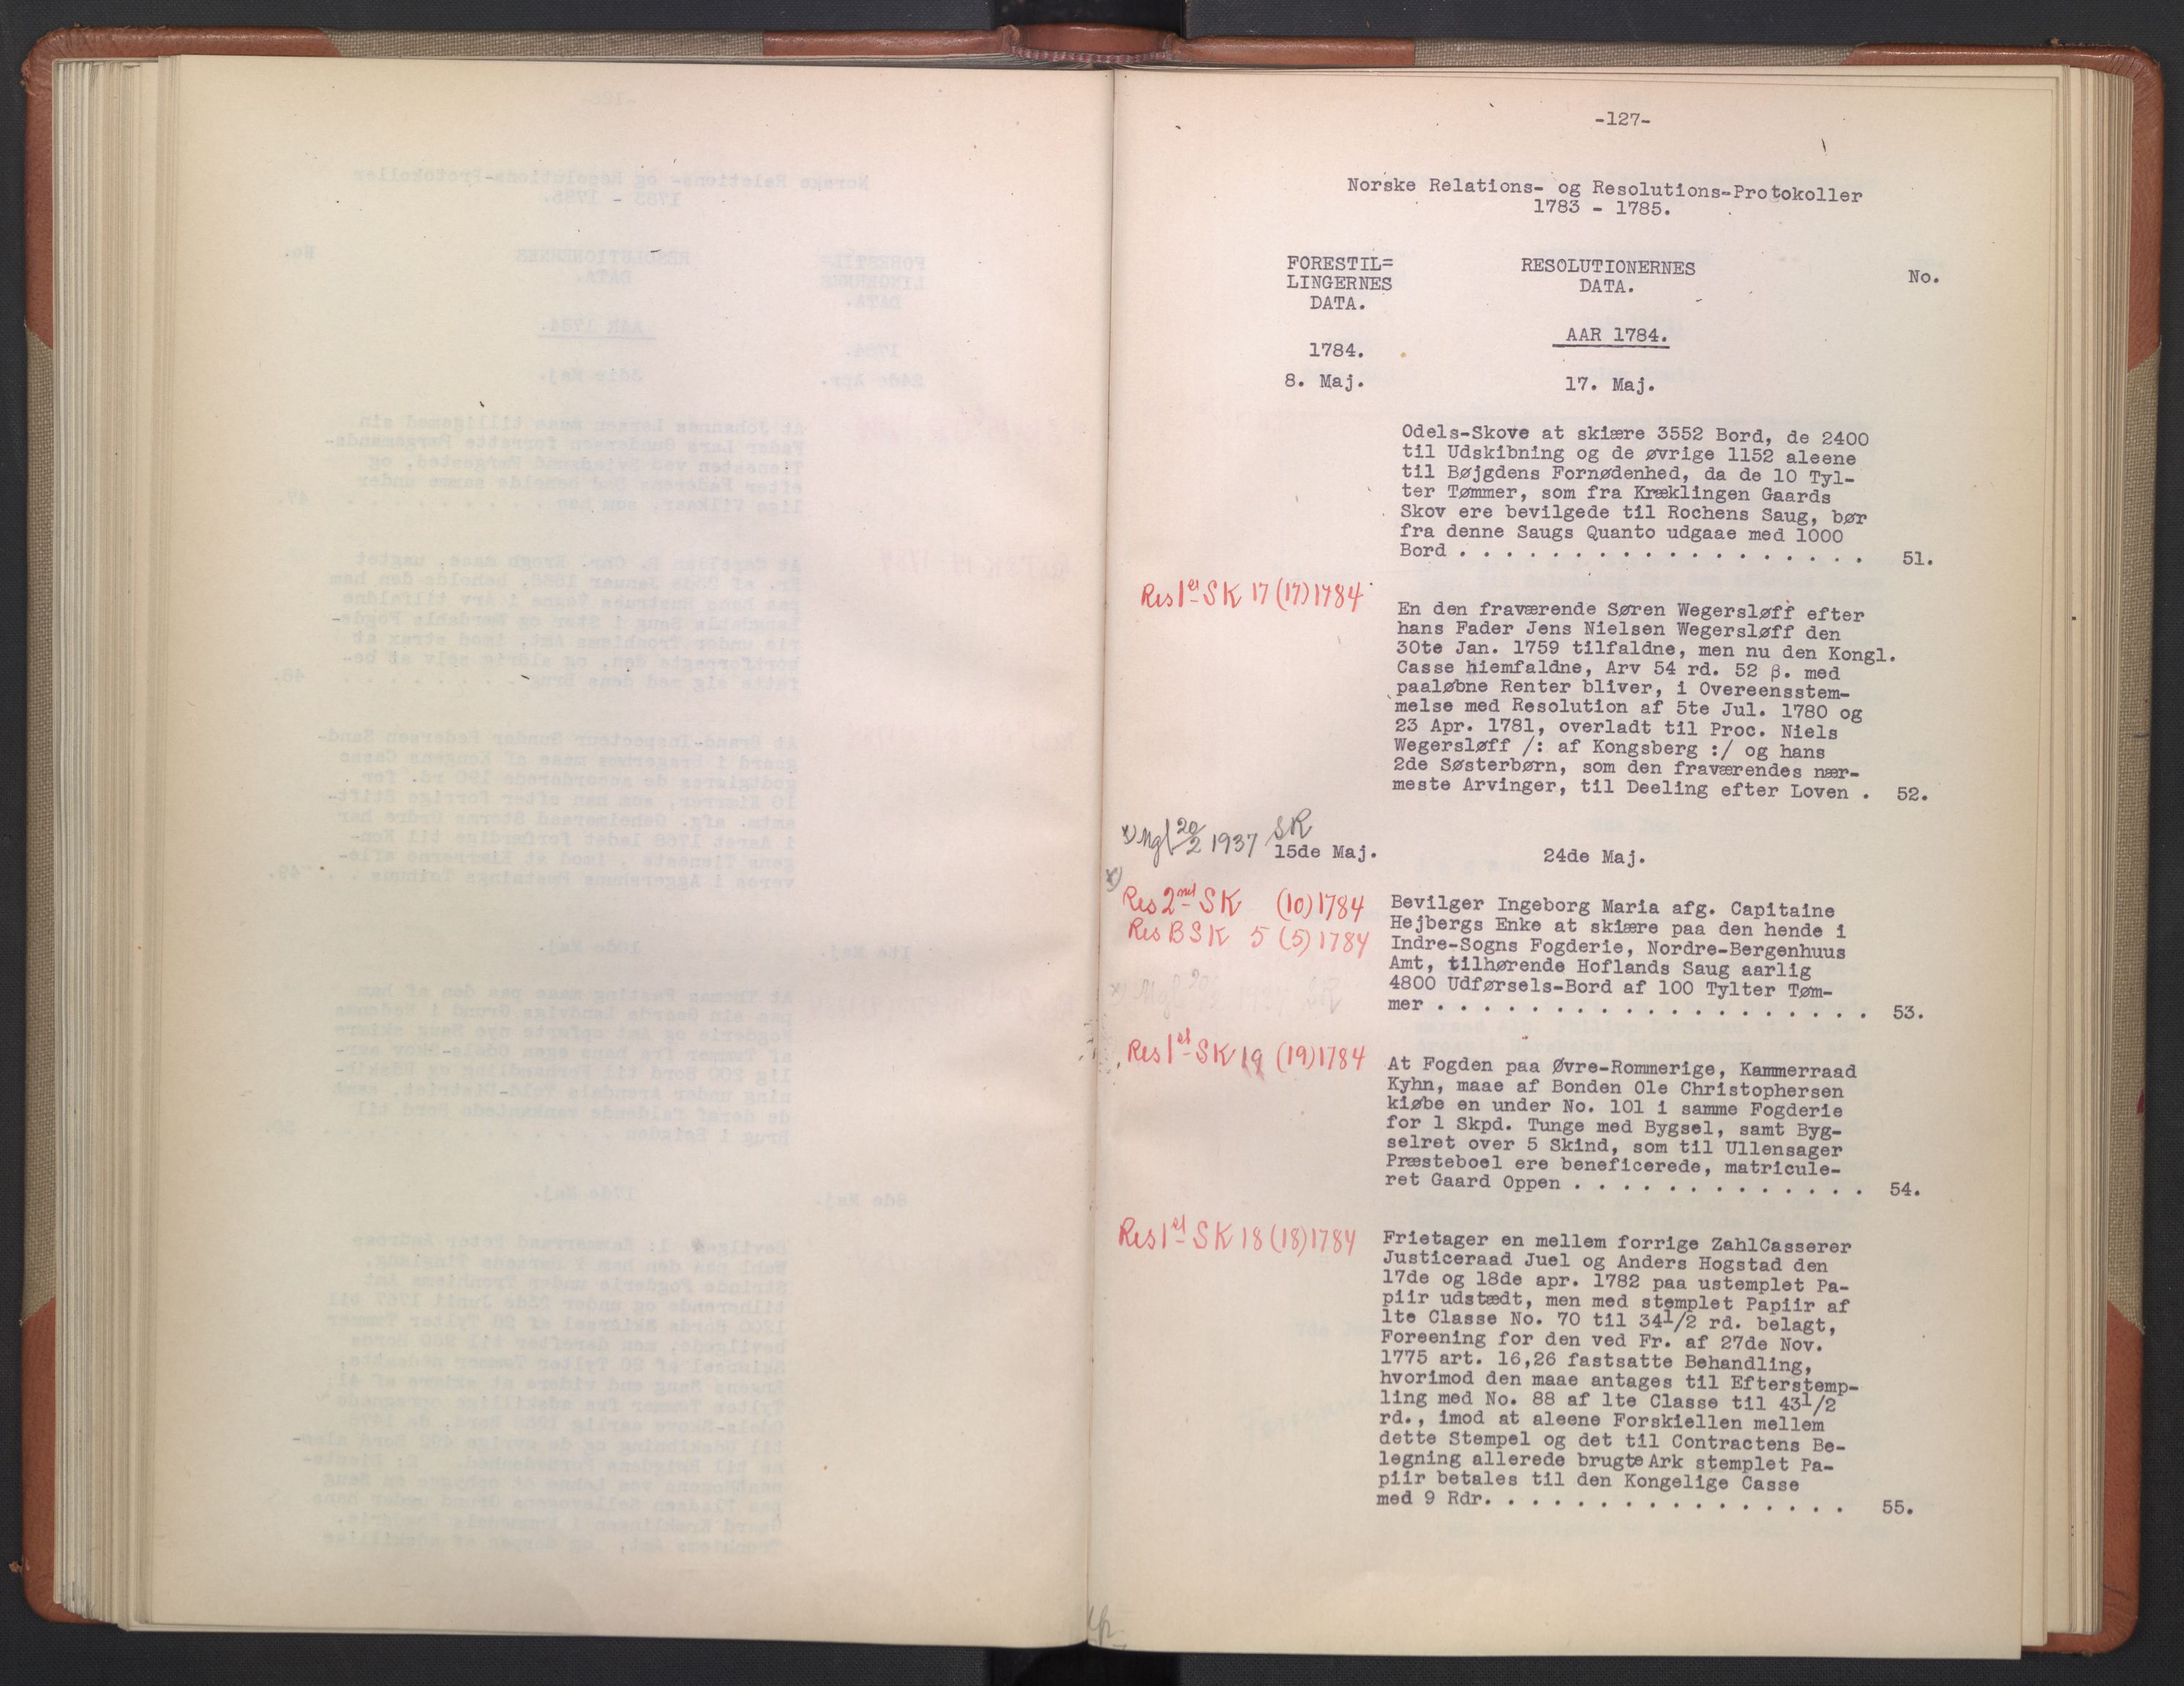 -127-
Norske Relations- og Resolutions-Protokoller
1783 - 1785.
FORESTIL=
LINGERNES
DATA.
RESOLUTIONERNES
DATA.
No.
AAR 1784.
1784.
8. Maj.
17. Maj.
Odels-Skove at skiære 3552 Bord, de 2400
til Udskibning og de øvrige 1152 aleene
til Bøjgdens Fornødenhed, da de 10 Tyl-
ter Tømmer, som fra Kræklingen Gaards
Skov ere bevilgede til Rochens Saug, bør
fra denne Saugs Quanto udgaae med 1000
Bord . . . . . . . . . . . . . . . . . . 51.
Res 1st SK 17 (17) 1784
En den fraværende Søren Wegersløff efter
hans Fader Jens Nielsen Wegersløff den
30te Jan. 1759 tilfaldne, men nu den Kongl.
Casse hiemfaldne, Arv 54 rd. 52 β. med
paaløbne Renter bliver, i Overeensstem-
melse med Resolution af 5te Jul. 1780 og
23 Apr. 1781, overladt til Proc. Niels
Wegersløff /: af Kongsberg :/ og hans
2de Søsterbørn, som den fraværendes nær-
meste Arvinger, til Deeling efter Loven . 52.
x) Mgl 20/2 1937 SK
15de Maj.
24de Maj.
x)
Res 2nd SK (10) 1784
Res B SK 5 (5) 1784
Bevilger Ingeborg Maria afg. Capitaine
Hejbergs Enke at skiære paa den hende i
Indre-Sogns Fogderie, Nordre-Bergenhuus
Amt, tilhørende Hoflands Saug aarlig
4800 Udførsels-Bord af 100 Tylter Tøm-
mer . . . . . . . . . . . . . . . . . . . 53.
Res 1st SK 19 (19) 1784
At Fogden paa Øvre-Rommerige, Kammerraad
Kyhn, maae af Bonden Ole Christophersen
kiøbe en under No. 101 i samme Fogderie
for 1 Skpd. Tunge med Bygsel, samt Byg-
selret over 5 Skind, som til Ullensager
Præsteboel ere beneficerede, matricule-
ret Gaard Oppen . . . . . . . . . . . . . 54.
Res 1st SK 18 (18) 1784
Frietager en mellem forrige ZahlCasserer
Justiceraad Juel og Anders Hogstad den
17de og 18de apr. 1782 paa ustemplet Pa-
piir udstædt, men med stemplet Papiir af
1te Classe No. 70 til 341/2 rd. belagt,
Foreening for den ved Fr. af 27de Nov.
1775 art. 16,26 fastsatte Behandling,
hvorimod den maae antages til Efterstemp-
ling med No. 88 af 1te Classe til 431/2
rd., imod at aleene Forskiellen mellem
dette Stempel og det til Contractens Be-
legning allerede brugte Ark stemplet Pa-
piir betales til den Kongelige Casse
med 9 Rdr. . . . . . . . . . . . . . . . 55.